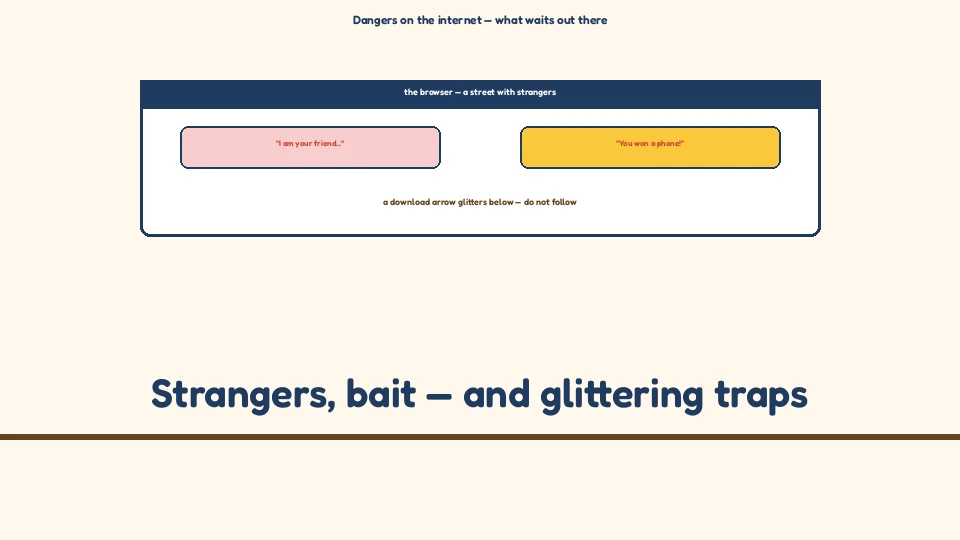 Dangers on the internet — what waits out there
the browser — a street with strangers
"I am your friend..."
"You won a phone!"
a download arrow glitters below — do not follow
Strangers, bait — and glittering traps